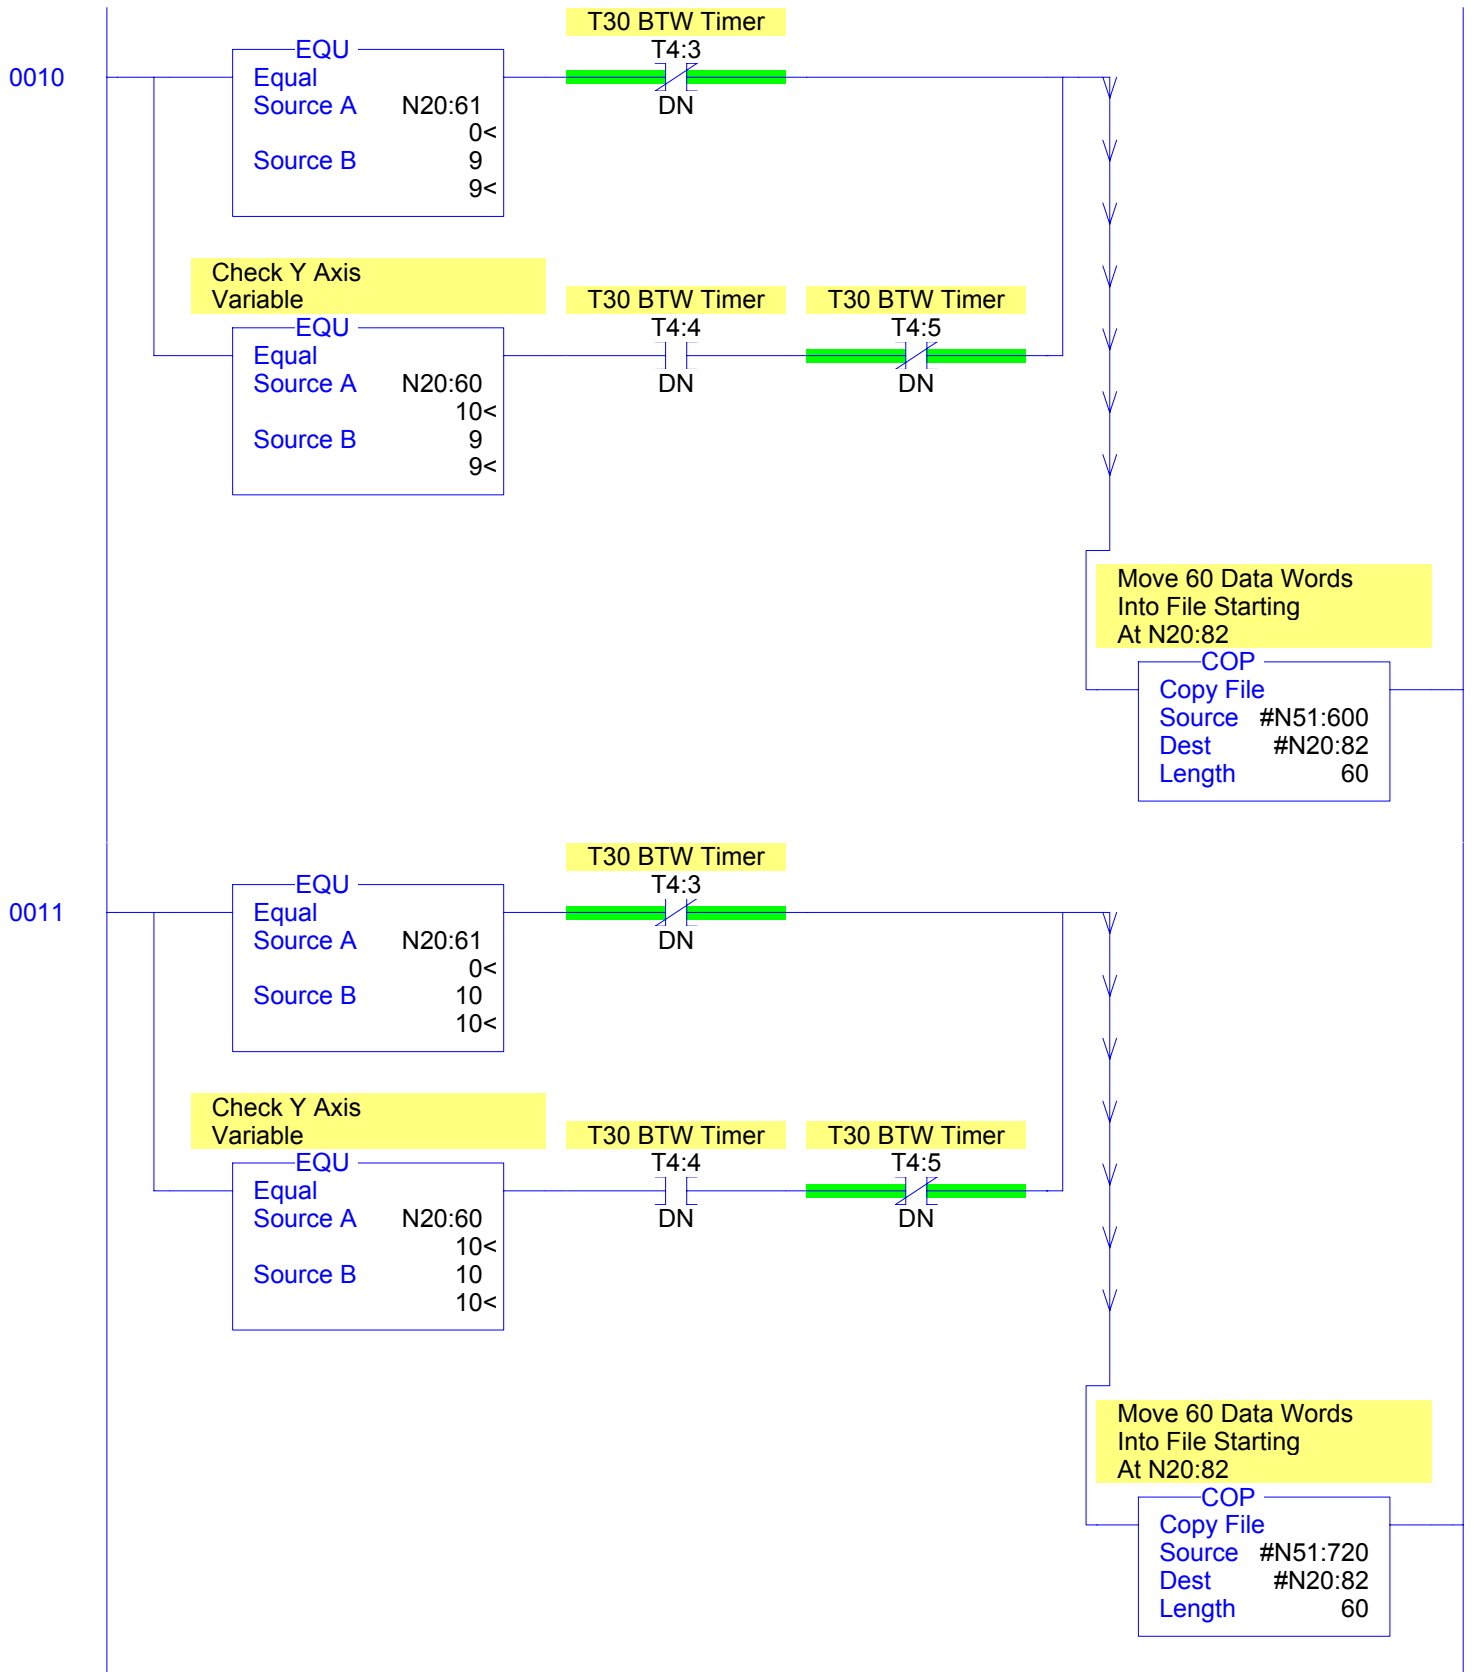 T30 BTW Timer
EQU
T4:3
0010
Equal
Source A N20:61
DN
0<
Source B 9
9<
Check Y Axis
Variable
T30 BTW Timer
T30 BTW Timer
EQU
T4:4
T4:5
Equal
Source A N20:60
DN
DN
10<
Source B 9
9<
Move 60 Data Words
Into File Starting
At N20:82
COP
Copy File
Source #N51:600
Dest #N20:82
Length 60
T30 BTW Timer
EQU
T4:3
0011
Equal
Source A N20:61
DN
0<
Source B 10
10<
Check Y Axis
Variable
T30 BTW Timer
T30 BTW Timer
EQU
T4:4
T4:5
Equal
Source A N20:60
DN
DN
10<
Source B 10
10<
Move 60 Data Words
Into File Starting
At N20:82
COP
Copy File
Source #N51:720
Dest #N20:82
Length 60